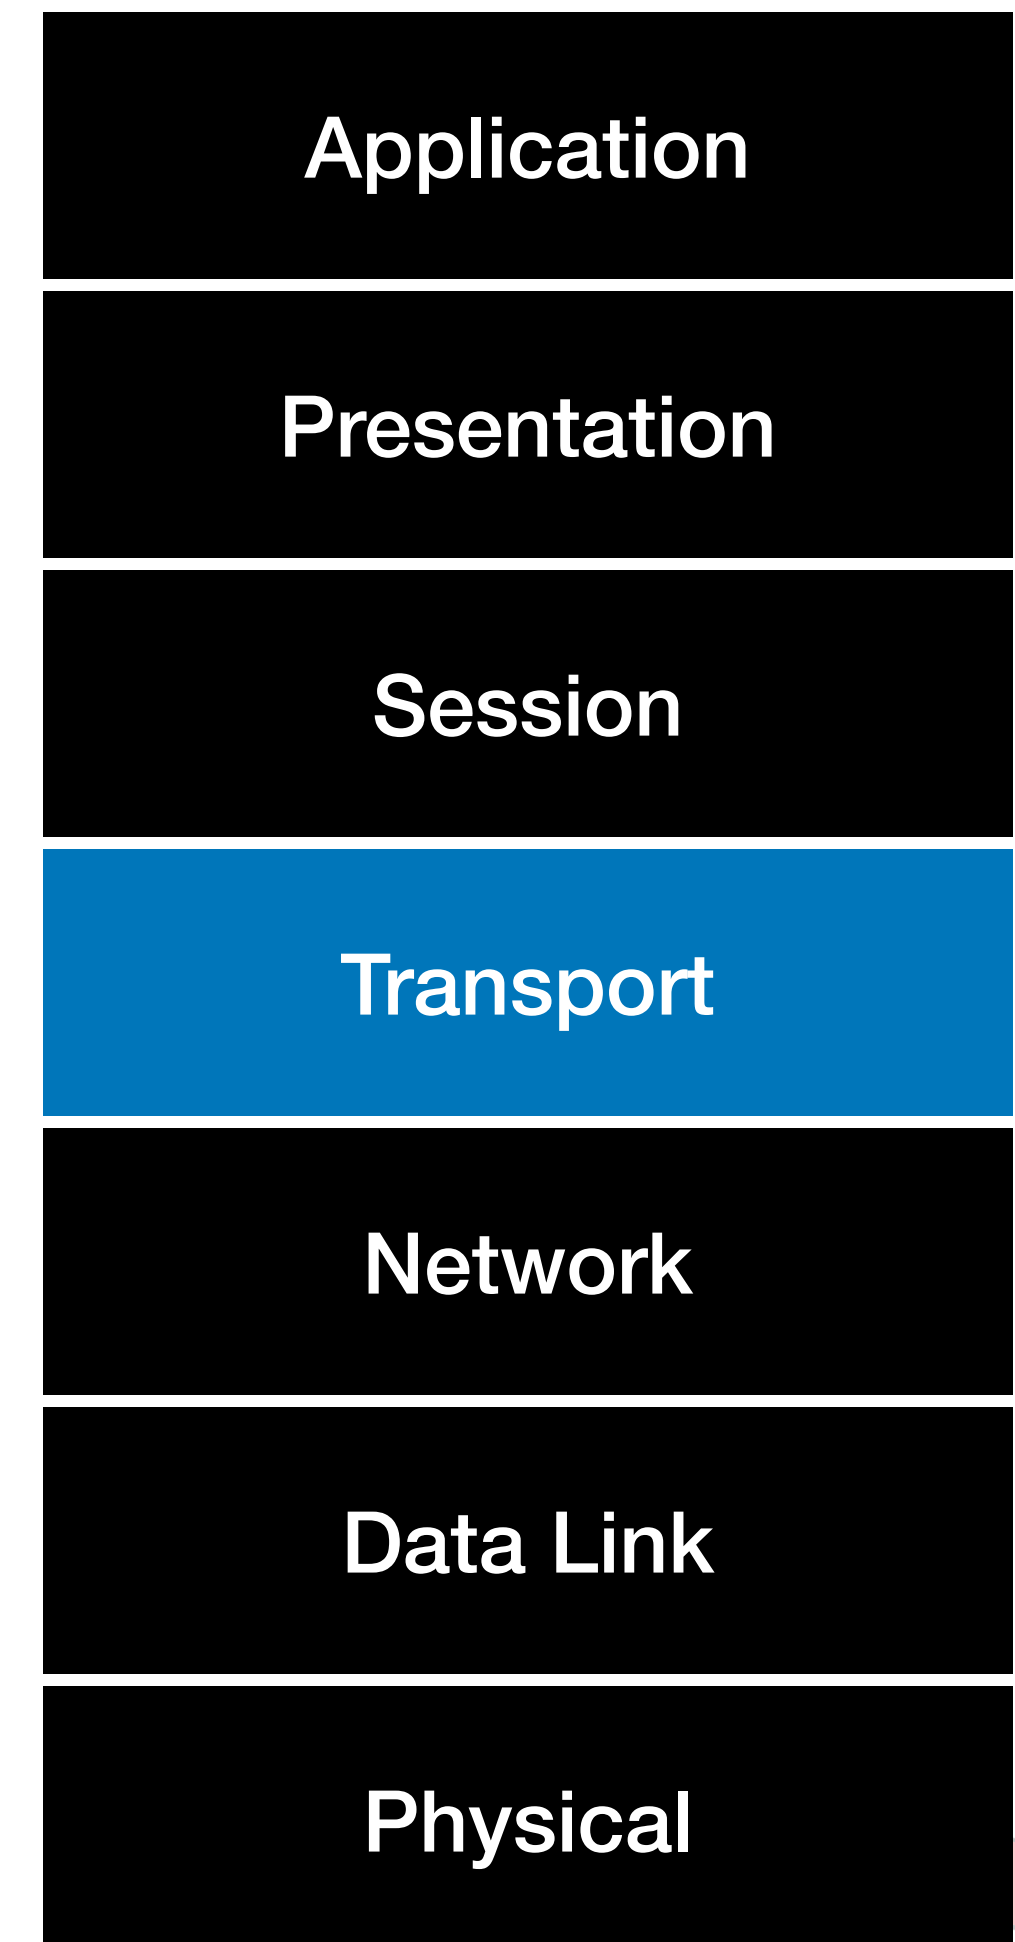 Application
Presentation
Session
Transport
Network
Data Link
Physical